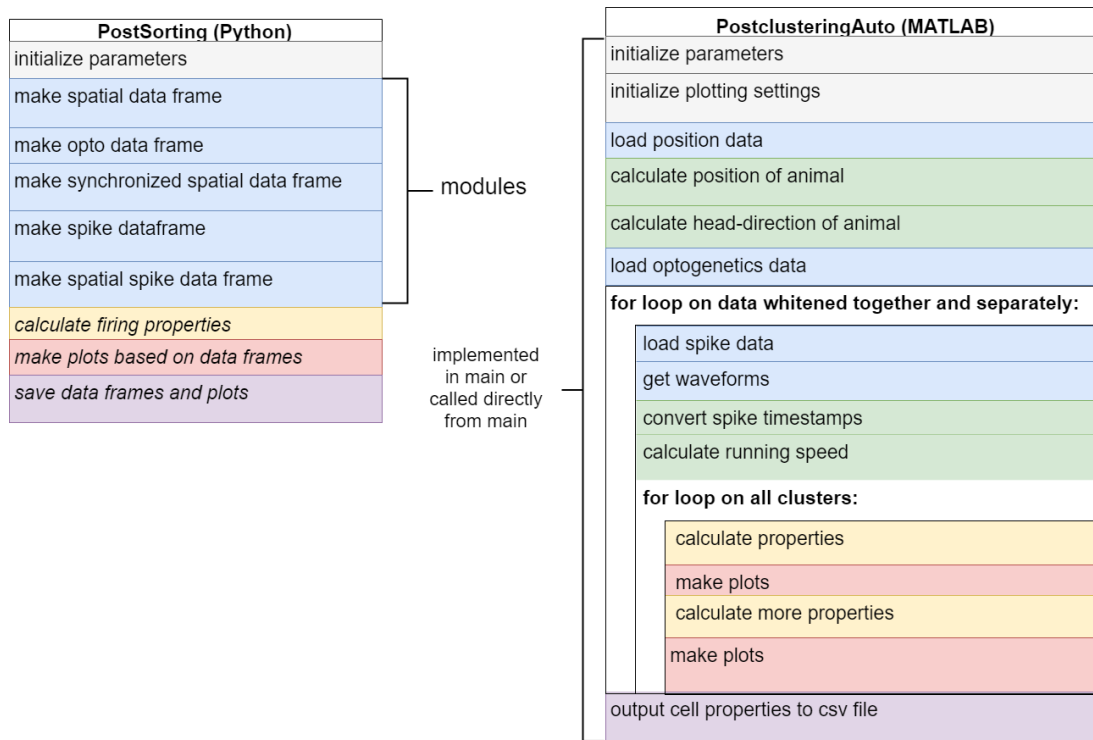 PostSorting (Python)
initialize parameters
make spatial data frame
make opto data frame
make synchronized spatial data frame
make spike dataframe
make spatial spike data frame
calculate firing properties
make plots based on data frames
save data frames and plots
modules
implemented
in main or
called directly
from main
PostclusteringAuto (MATLAB)
initialize parameters
initialize plotting settings
load position data
calculate position of animal
calculate head-direction of animal
load optogenetics data
for loop on data whitened together and separately:
load spike data
get waveforms
convert spike timestamps
calculate running speed
for loop on all clusters:
calculate properties
make plots
calculate more properties
make plots
output cell properties to csv file